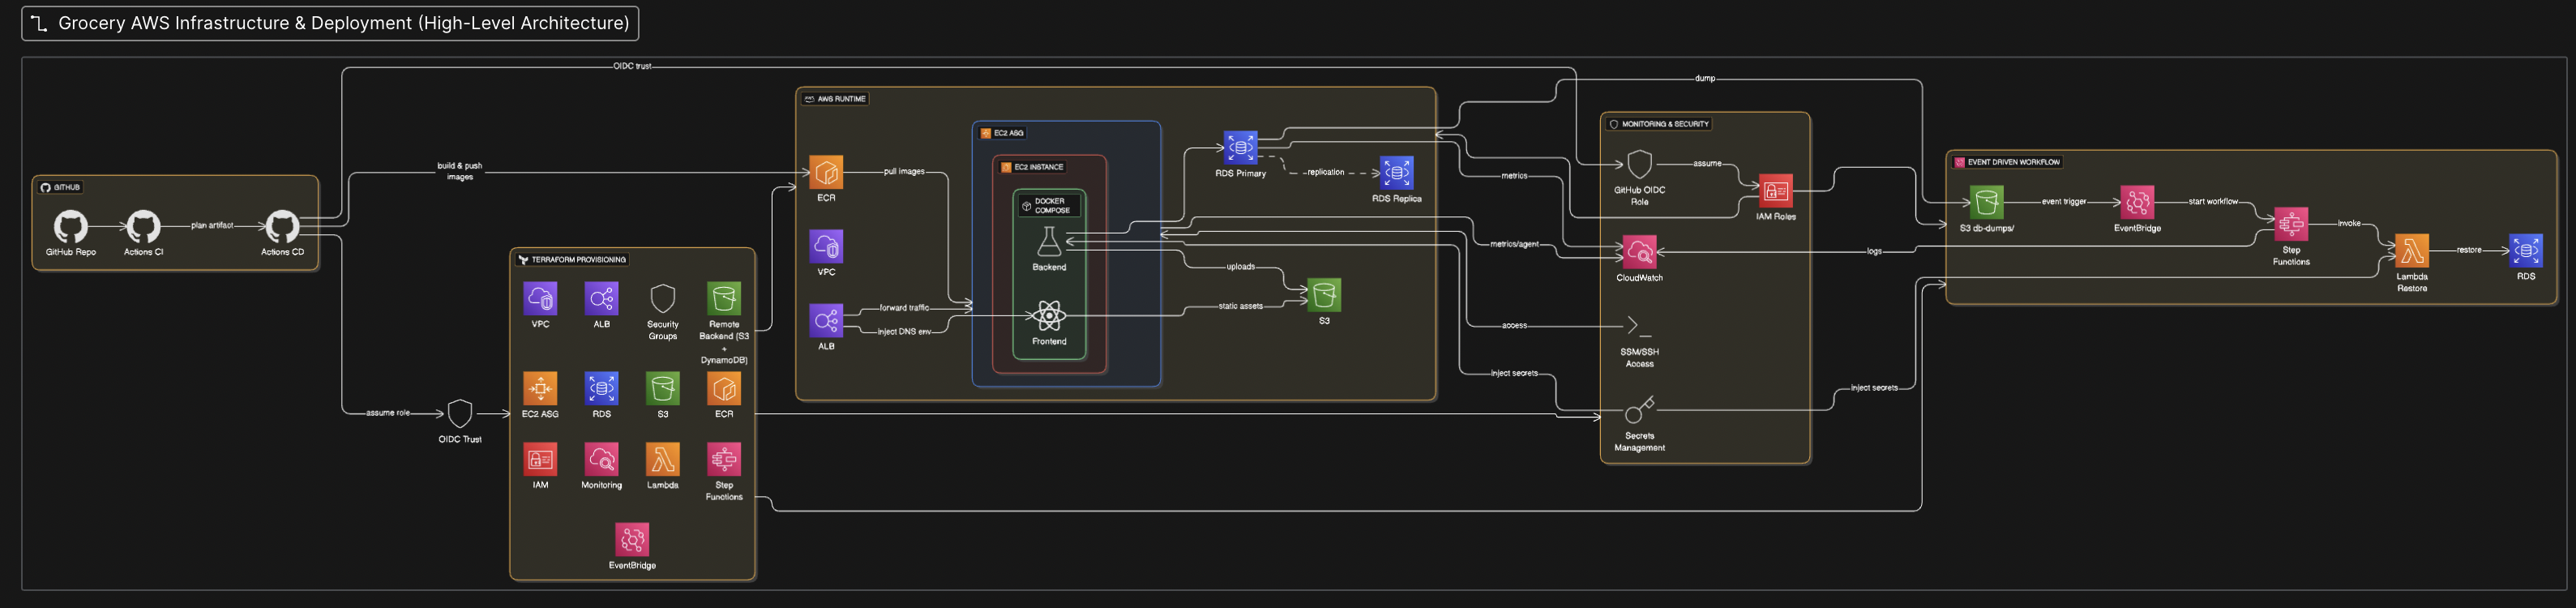 Grocery AWS Infrastructure & Deployment (High-Level Architecture)
OIDC trust
dump
AWS RUNTIME
MONITORING & SECURITY
EC2 ASG
EVENT DRIVEN WORKFLOW
build & push
images
EC2 INSTANCE
assume
GitHub OIDC
Role
IAM Roles
pull images
ECR
RDS Primary
replication
RDS Replica
metrics
GITHUB
GitHub Repo
Actions CI
plan artifact
Actions CD
DOCKER
COMPOSE
Backend
VPC
metrics/agent
CloudWatch
logs
S3 db-dumps/
event trigger
EventBridge
start workflow
Step
Functions
invoke
Lambda
Restore
restore
RDS
uploads
static assets
S3
TERRAFORM PROVISIONING
VPC
ALB
Security
Groups
Remote
Backend (S3
+
DynamoDB)
forward traffic
inject DNS env
ALB
Frontend
access
SSM/SSH
Access
inject secrets
inject secrets
Secrets
Management
assume role
OIDC Trust
EC2 ASG
RDS
S3
ECR
IAM
Monitoring
Lambda
Step
Functions
EventBridge